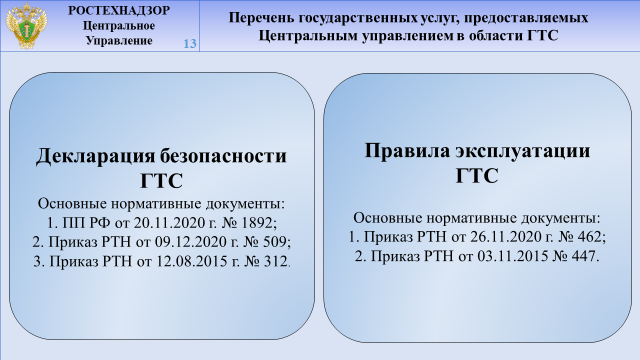 РОСТЕХНАДЗОР
Центральное
Управление
13
Перечень государственных услуг, предоставляемых
Центральным управлением в области ГТС
Декларация безопасности
ГТС
Основные нормативные документы:
1. ПП РФ от 20.11.2020 г. № 1892;
2. Приказ РТН от 09.12.2020 г. № 509;
3. Приказ РТН от 12.08.2015 г. № 312.
Правила эксплуатации
ГТС
Основные нормативные документы:
1. Приказ РТН от 26.11.2020 г. № 462;
2. Приказ РТН от 03.11.2015 № 447.